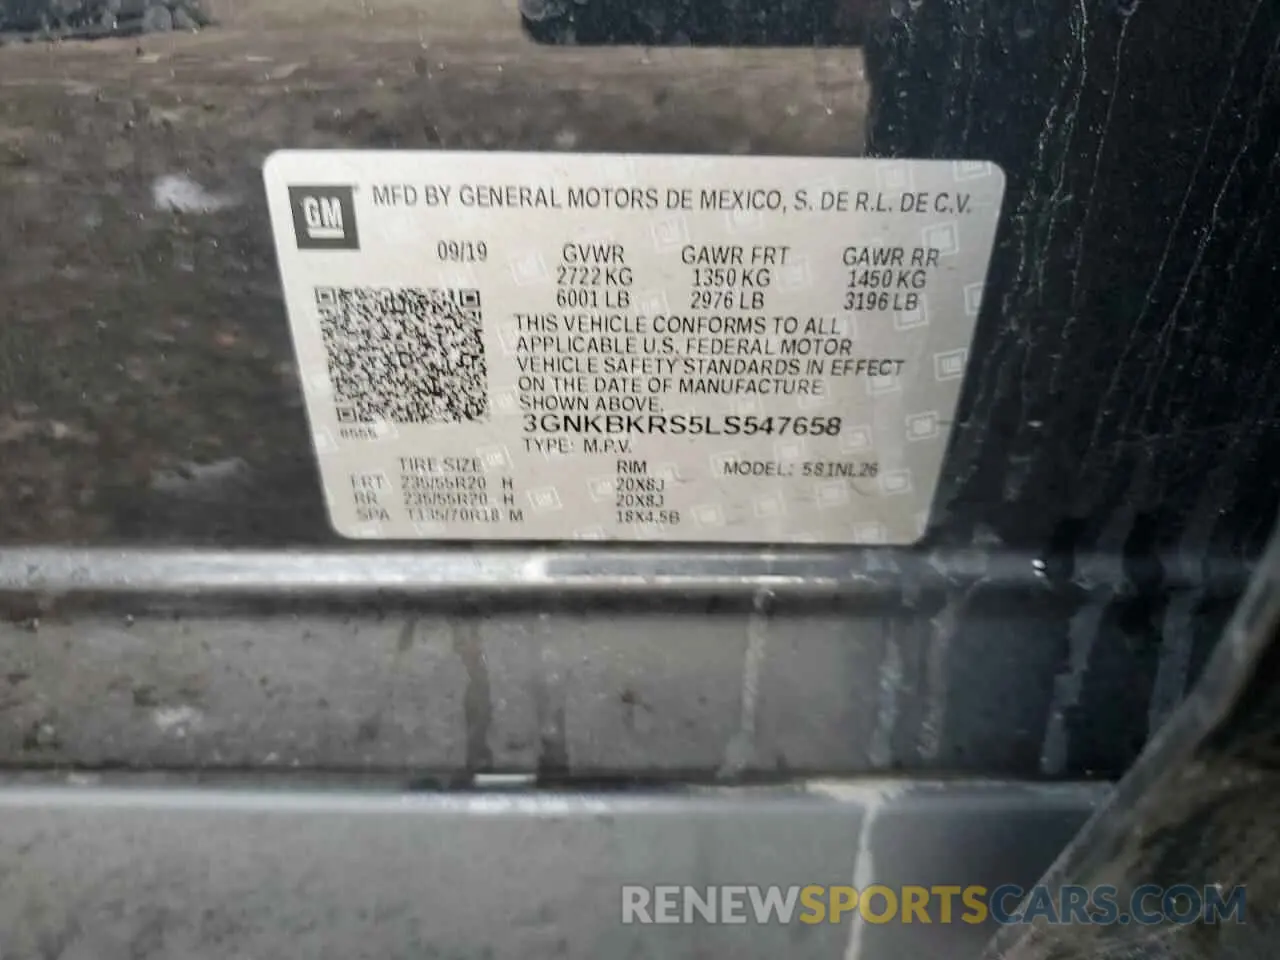 GM
MFD BY GENERAL MOTORS DE MEXICO, S. DE R.L. DE C.V.
09/19 GVWR GAWR FRT GAWR RR
2722 KG 1350 KG 1450 KG
6001 LB 2976 LB 3196 LB
THIS VEHICLE CONFORMS TO ALL
APPLICABLE U.S. FEDERAL MOTOR
VEHICLE SAFETY STANDARDS IN EFFECT
ON THE DATE OF MANUFACTURE
SHOWN ABOVE.
3GNKBKRS5LS547658
TYPE: M.P.V.
TIRE SIZE RIM MODEL: 581NL26
FRT 235/55R20 H 20X8J
RR 235/55R20 H 20X8J
SPA T135/70R18 M 18X4.5B
RENEWSPORTSCARS.COM